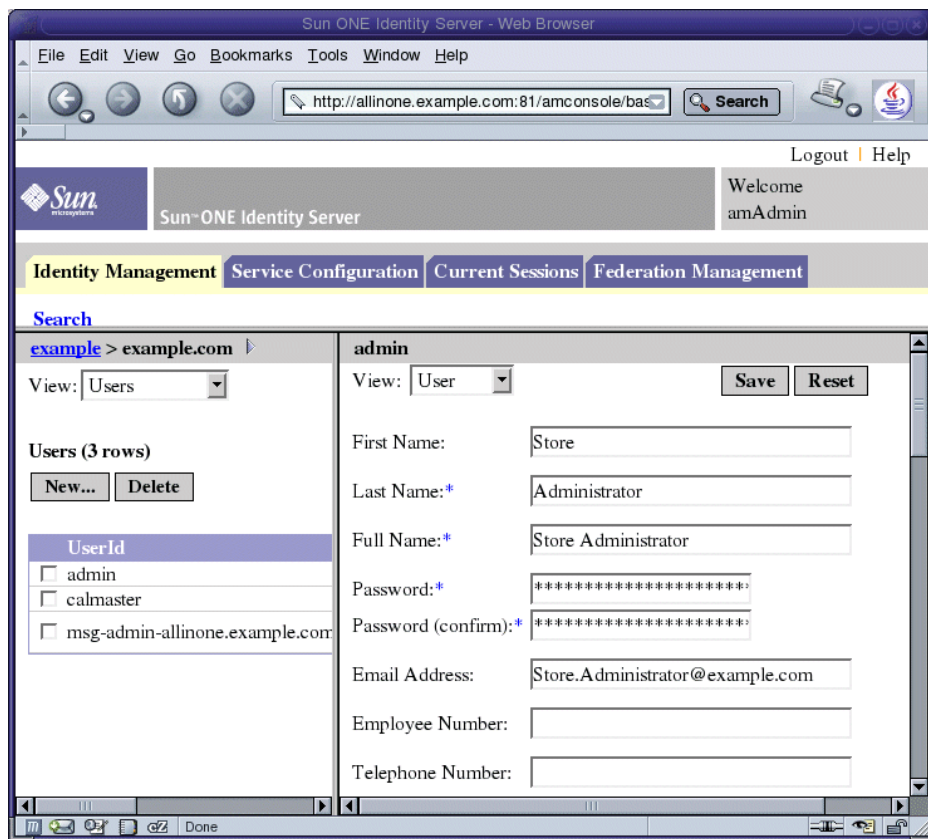 Sun ONE Identity Server - Web Browser
File Edit View Go Bookmarks Tools Window Help
http://allinone.example.com:81/amconsole/bas
Search
Logout | Help
Sun
microsystems
Sun™ ONE Identity Server
Welcome
amAdmin
Identity Management
Service Configuration
Current Sessions
Federation Management
Search
example > example.com
View: Users
Users (3 rows)
New... Delete
UserId
admin
calmaster
msg-admin-allinone.example.com
admin
View: User
Save Reset
First Name: Store
Last Name:* Administrator
Full Name:* Store Administrator
Password:* *********************
Password (confirm):* *********************
Email Address: Store.Administrator@example.com
Employee Number:
Telephone Number:
Done